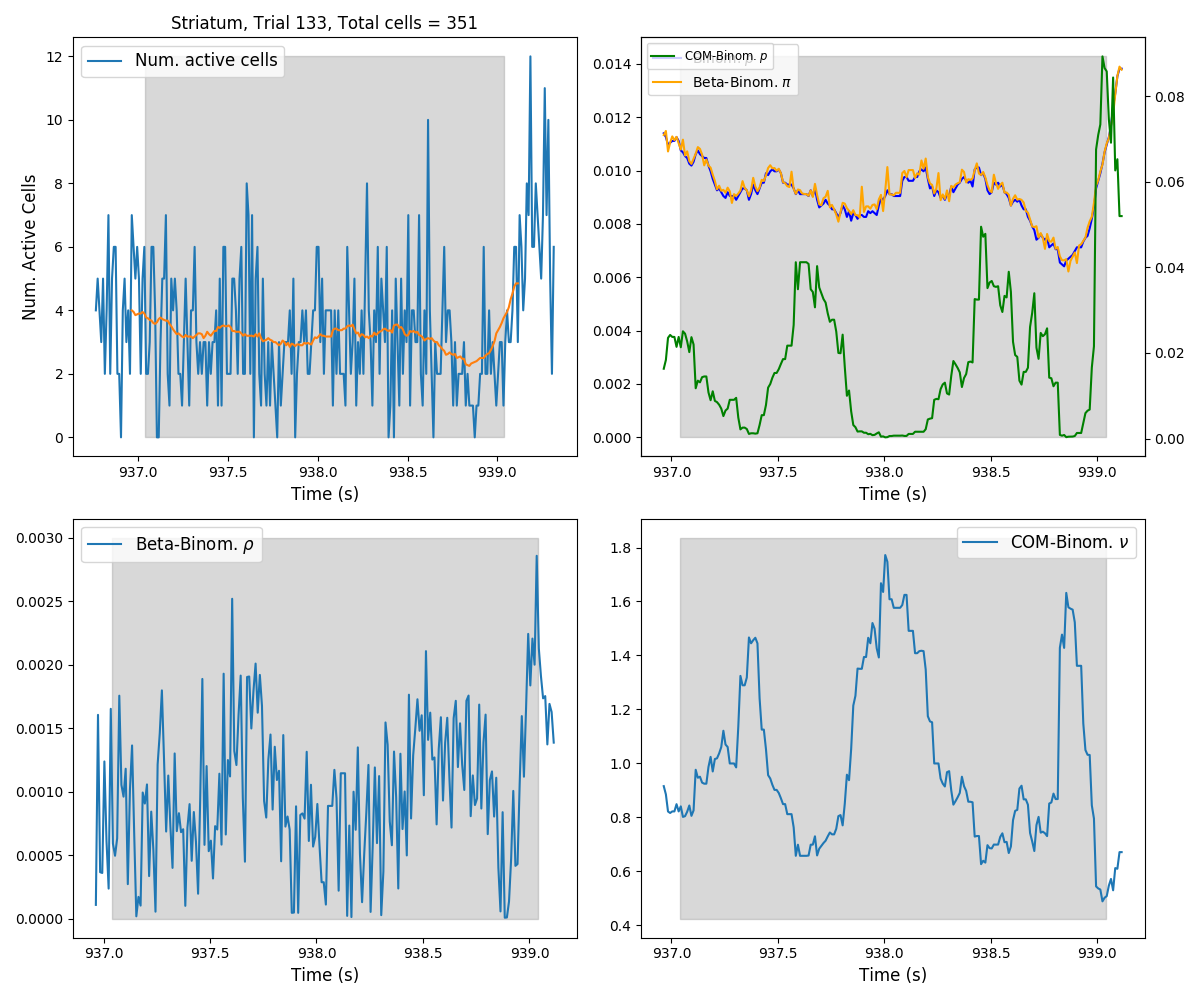 Striatum, Trial 133, Total cells = 351
Num. active cells
Num. Active Cells
12
10
8
6
4
2
0
937.0 937.5 938.0 938.5 939.0
Time (s)
COM-Binom. p
Beta-Binom. π
0.014
0.012
0.010
0.008
0.006
0.004
0.002
0.000
0.08
0.06
0.04
0.02
0.00
937.0 937.5 938.0 938.5 939.0
Time (s)
Beta-Binom. ρ
0.0030
0.0025
0.0020
0.0015
0.0010
0.0005
0.0000
937.0 937.5 938.0 938.5 939.0
Time (s)
COM-Binom. ν
1.8
1.6
1.4
1.2
1.0
0.8
0.6
0.4
937.0 937.5 938.0 938.5 939.0
Time (s)